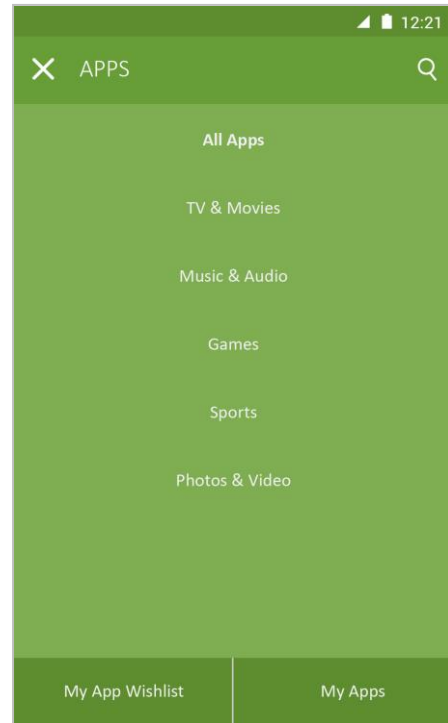 12:21
APPS
All Apps
TV & Movies
Music & Audio
Games
Sports
Photos & Video
My App Wishlist
My Apps